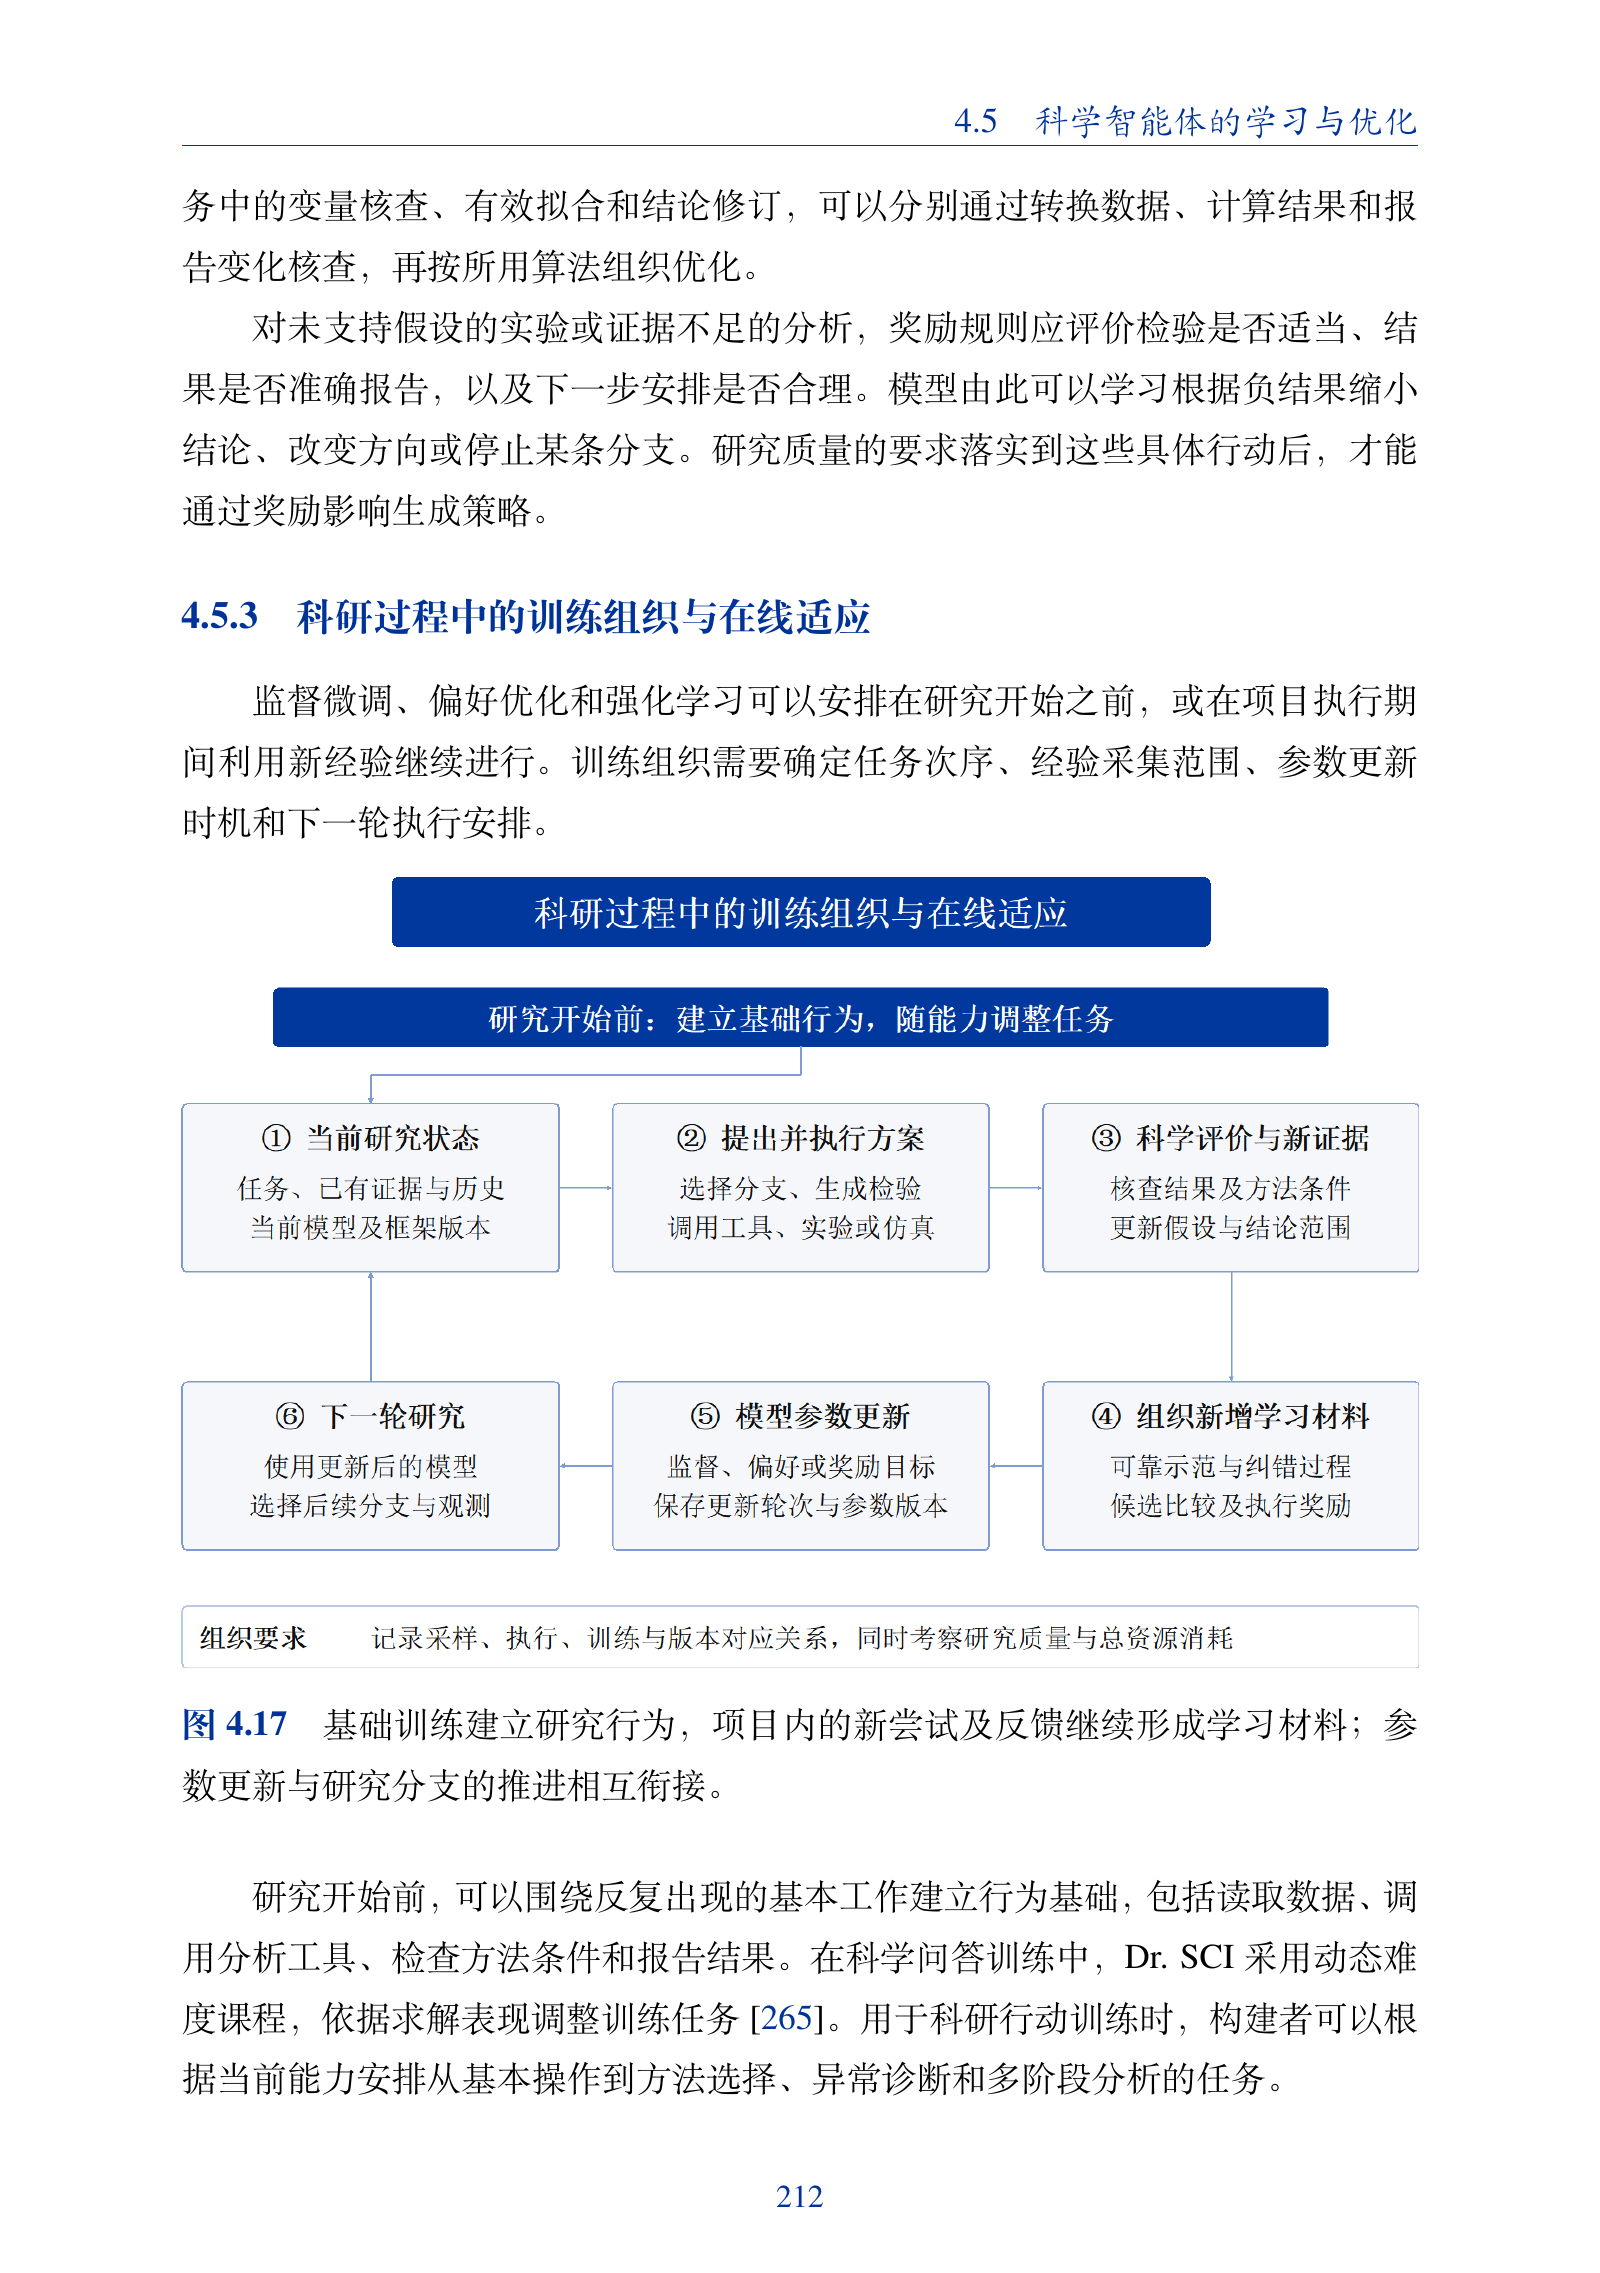 4.5 科学智能体的学习与优化
务中的变量核查、有效拟合和结论修订，可以分别通过转换数据、计算结果和报
告变化核查，再按所用算法组织优化。
对未支持假设的实验或证据不足的分析，奖励规则应评价检验是否适当、结
果是否准确报告，以及下一步安排是否合理。模型由此可以学习根据负结果缩小
结论、改变方向或停止某条分支。研究质量的要求落实到这些具体行动后，才能
通过奖励影响生成策略。
4.5.3 科研过程中的训练组织与在线适应
监督微调、偏好优化和强化学习可以安排在研究开始之前，或在项目执行期
间利用新经验继续进行。训练组织需要确定任务次序、经验采集范围、参数更新
时机和下一轮执行安排。
科研过程中的训练组织与在线适应
研究开始前：建立基础行为，随能力调整任务
① 当前研究状态
任务、已有证据与历史
当前模型及框架版本
② 提出并执行方案
选择分支、生成检验
调用工具、实验或仿真
③ 科学评价与新证据
核查结果及方法条件
更新假设与结论范围
⑥ 下一轮研究
使用更新后的模型
选择后续分支与观测
⑤ 模型参数更新
监督、偏好或奖励目标
保存更新轮次与参数版本
④ 组织新增学习材料
可靠示范与纠错过程
候选比较及执行奖励
组织要求 记录采样、执行、训练与版本对应关系，同时考察研究质量与总资源消耗
图 4.17 基础训练建立研究行为，项目内的新尝试及反馈继续形成学习材料；参
数更新与研究分支的推进相互衔接。
研究开始前，可以围绕反复出现的基本工作建立行为基础，包括读取数据、调
用分析工具、检查方法条件和报告结果。在科学问答训练中，Dr. SCI 采用动态难
度课程，依据求解表现调整训练任务 [265]。用于科研行动训练时，构建者可以根
据当前能力安排从基本操作到方法选择、异常诊断和多阶段分析的任务。
212